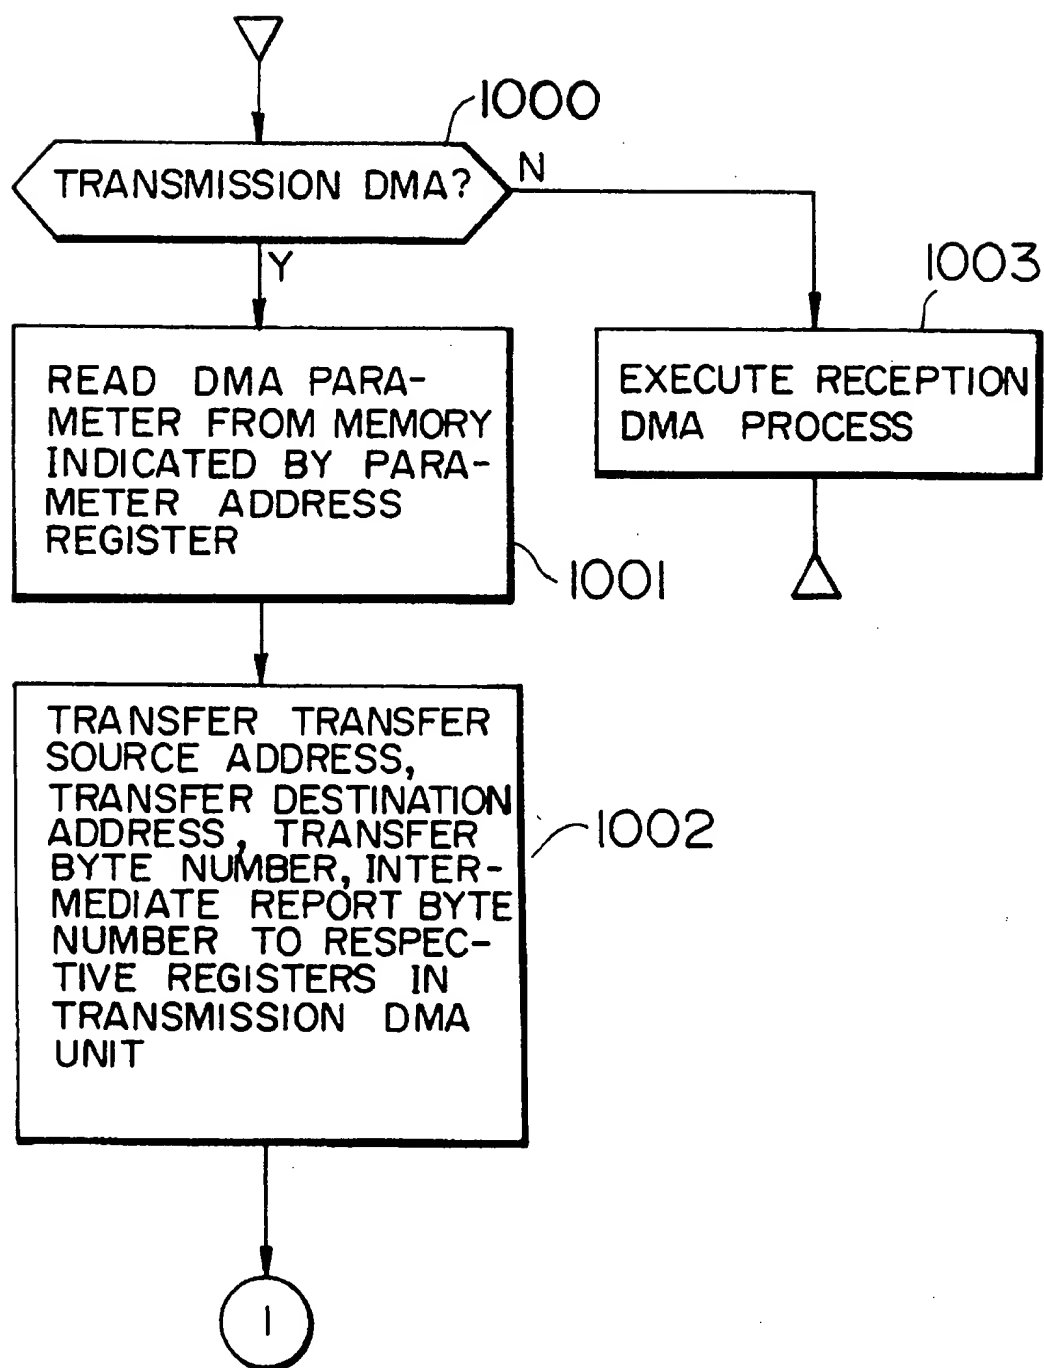 1000
TRANSMISSION DMA?
N
Y
1003
READ DMA PARA-
METER FROM MEMORY
INDICATED BY PARA-
METER ADDRESS
REGISTER
EXECUTE RECEPTION
DMA PROCESS
1001
TRANSFER TRANSFER
SOURCE ADDRESS,
TRANSFER DESTINATION
ADDRESS, TRANSFER
BYTE NUMBER, INTER-
MEDIATE REPORT BYTE
NUMBER TO RESPEC-
TIVE REGISTERS IN
TRANSMISSION DMA
UNIT
1002
1